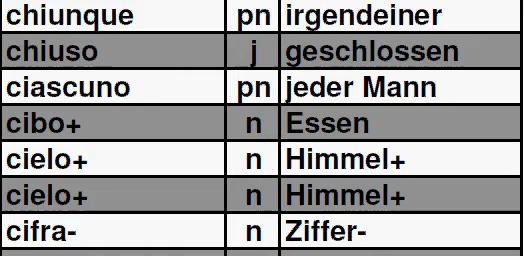 chiunque pn irgendeiner
chiuso j geschlossen
ciascuno pn jeder Mann
cibo+ n Essen
cielo+ n Himmel+
cielo+ n Himmel+
cifra- n Ziffer-